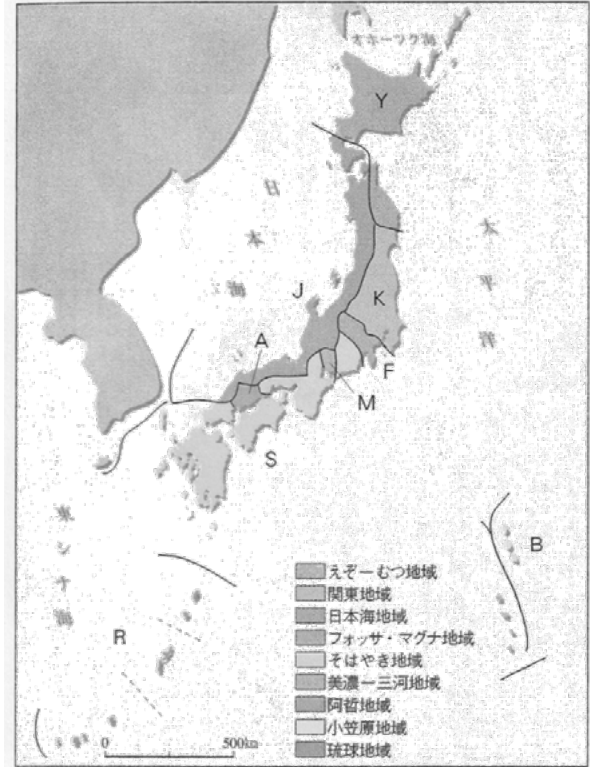 オホーツク海
Y
日本海
太平洋
J
K
A
F
M
S
東シナ海
B
R
えぞーむつ地域
関東地域
日本海地域
フォッサ・マグナ地域
そはやき地域
美濃ー三河地域
阿哲地域
小笠原地域
琉球地域
0 500km